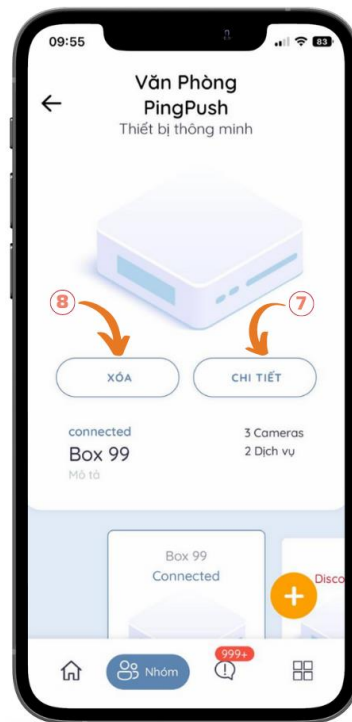 09:55
83
Văn Phòng
PingPush
Thiết bị thông minh
8
7
XÓA
CHI TIẾT
connected
3 Cameras
Box 99
2 Dịch vụ
Mô tả
Box 99
Connected
Disco
+
Nhóm
999+